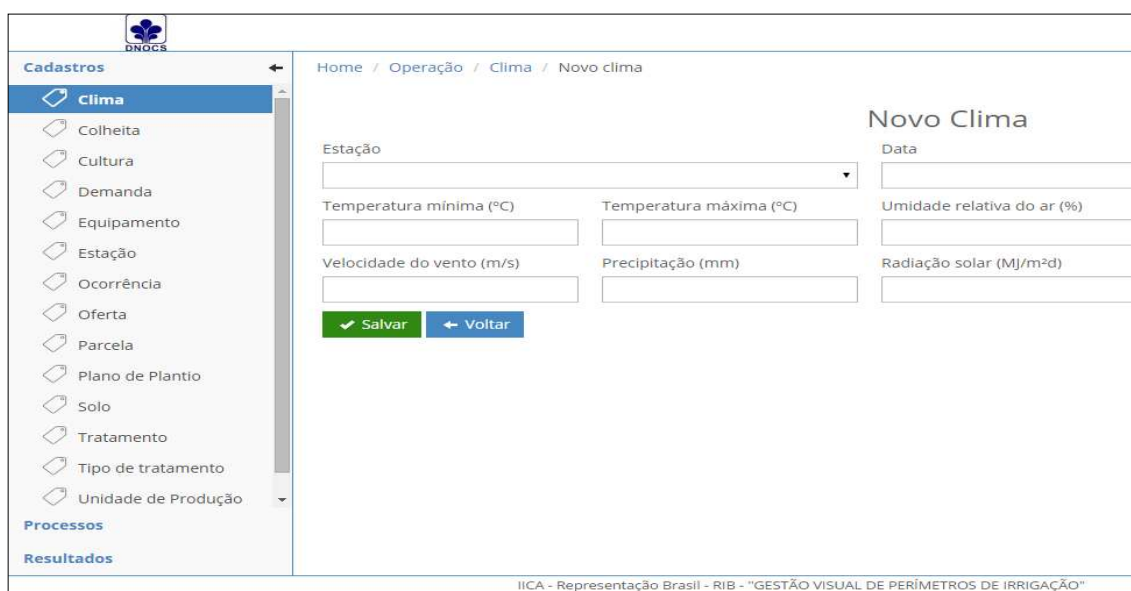 DNOCS
Cadastros
Clima
Colheita
Cultura
Demanda
Equipamento
Estação
Ocorrência
Oferta
Parcela
Plano de Plantio
Solo
Tratamento
Tipo de tratamento
Unidade de Produção
Processos
Resultados
Home / Operação / Clima / Novo clima
Novo Clima
Estação Data
Temperatura mínima (ºC) Temperatura máxima (ºC) Umidade relativa do ar (%)
Velocidade do vento (m/s) Precipitação (mm) Radiação solar (MJ/m²d)
Salvar Voltar
IICA - Representação Brasil - RIB - "GESTÃO VISUAL DE PERÍMETROS DE IRRIGAÇÃO"